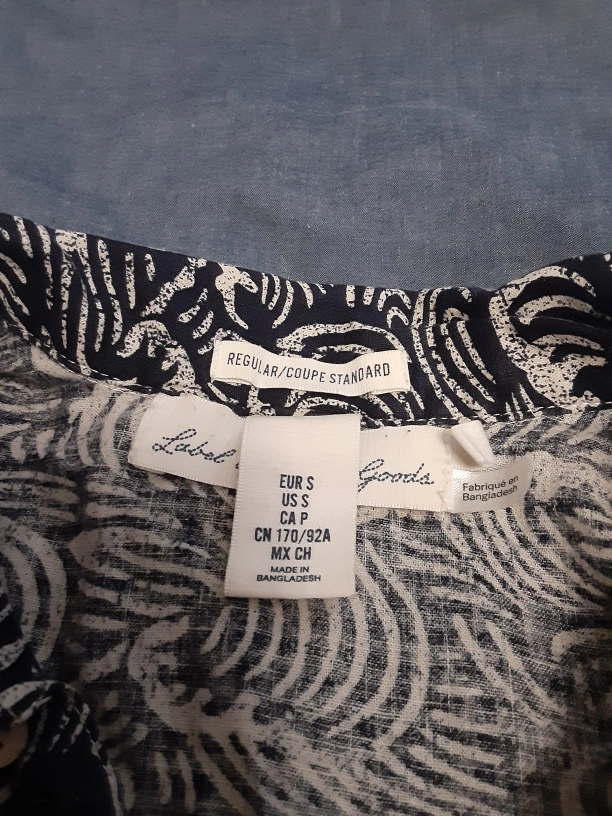 REGULAR/COUPE STANDARD
Label Goods
EUR S
US S
CA P
CN 170/92A
MX CH
MADE IN
BANGLADESH
Fabriqué en
Bangladesh